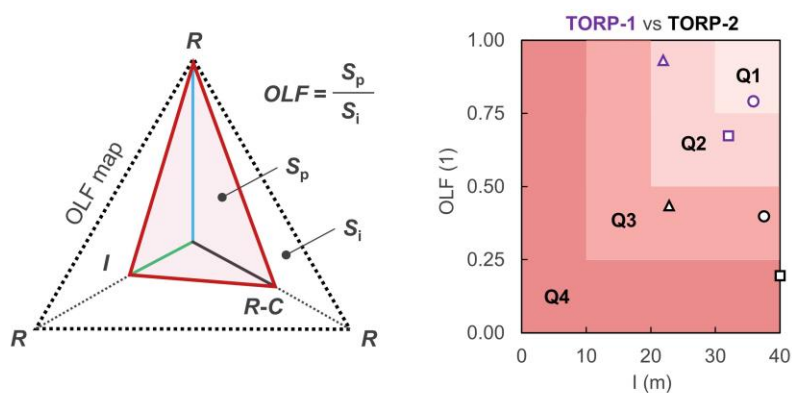 R
OLF = Sp / Si
OLF map
Sp
Si
I
R-C
R
R
TORP-1 vs TORP-2
1.00
0.75
0.50
0.25
0.00
OLF (1)
Q1
Q2
Q3
Q4
0 10 20 30 40
I (m)